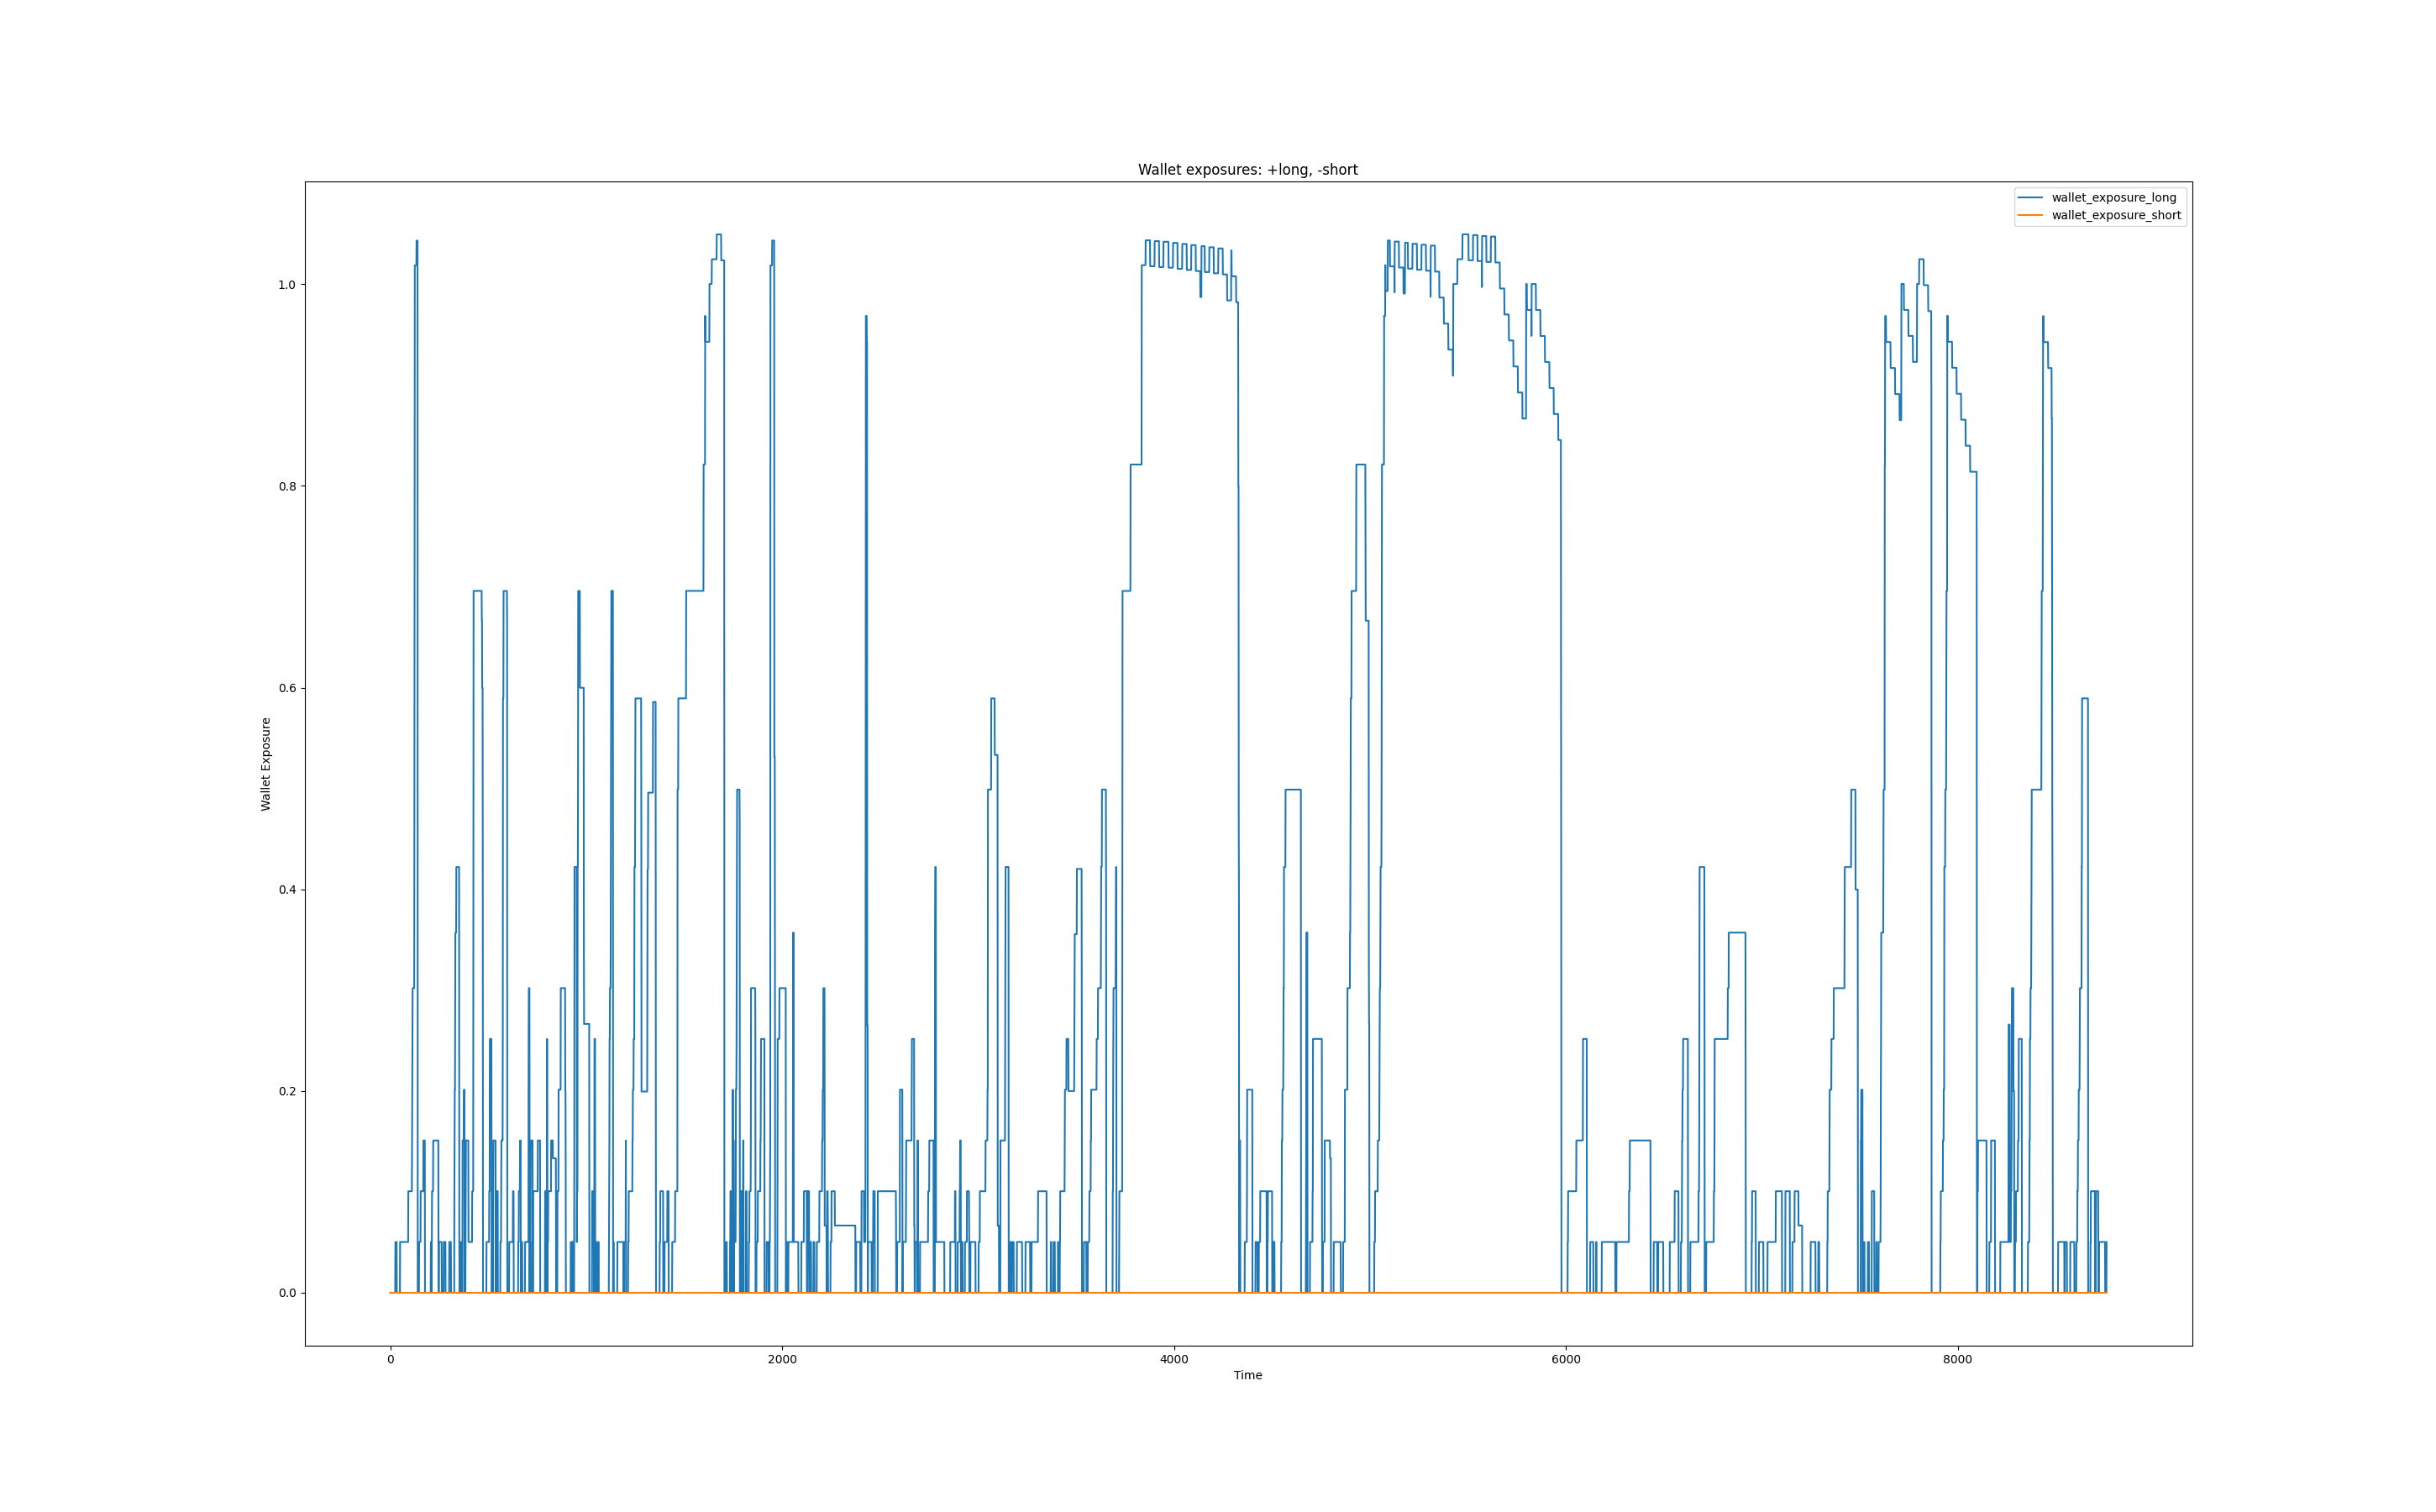 Wallet exposures: +long, -short
wallet_exposure_long
wallet_exposure_short
1.0
0.8
0.6
0.4
0.2
0.0
Wallet Exposure
0 2000 4000 6000 8000
Time